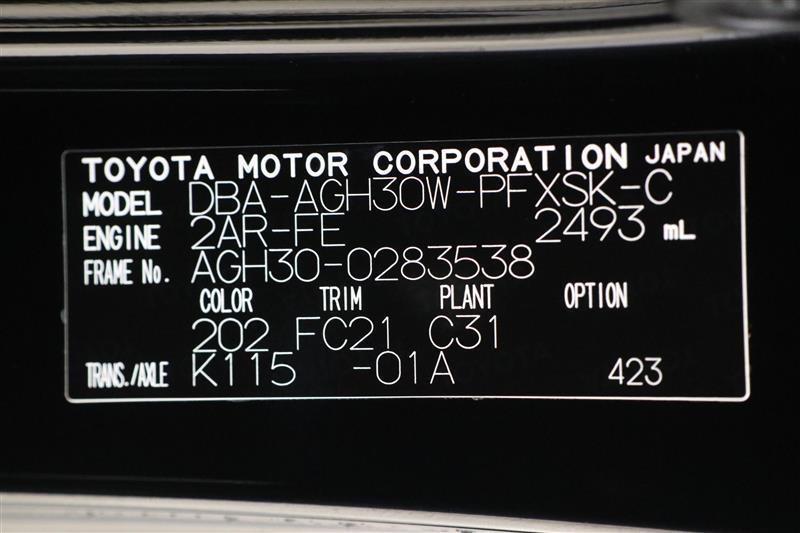 TOYOTA MOTOR CORPORATION JAPAN
MODEL DBA-AGH30W-PFXSK-C
ENGINE 2AR-FE 2493 mL
FRAME No. AGH30-0283538
COLOR TRIM PLANT OPTION
202 FC21 C31
TRANS./AXLE K115 -01A 423